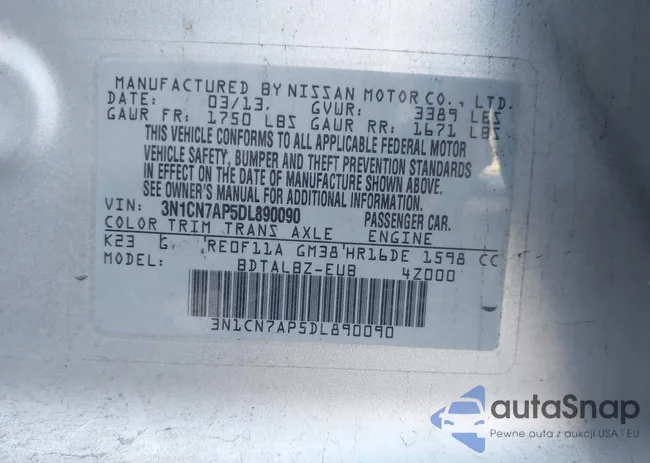 MANUFACTURED BY NISSAN MOTOR CO., LTD.
DATE: 03/13. GVWR: 3389 LBS
GAWR FR: 1750 LBS GAWR RR: 1671 LBS
THIS VEHICLE CONFORMS TO ALL APPLICABLE FEDERAL MOTOR
VEHICLE SAFETY, BUMPER AND THEFT PREVENTION STANDARDS
IN EFFECT ON THE DATE OF MANUFACTURE SHOWN ABOVE.
SEE OWNER'S MANUAL FOR ADDITIONAL INFORMATION.
VIN: 3N1CN7AP5DL890090 PASSENGER CAR.
COLOR TRIM TRANS AXLE ENGINE
K23 G RE0F11A GM38 HR16DE 1598 CC
MODEL: BDTALBZ-EUB 4Z000
3N1CN7AP5DL890090
autoSnap
Pewne auta z aukcji USA i EU